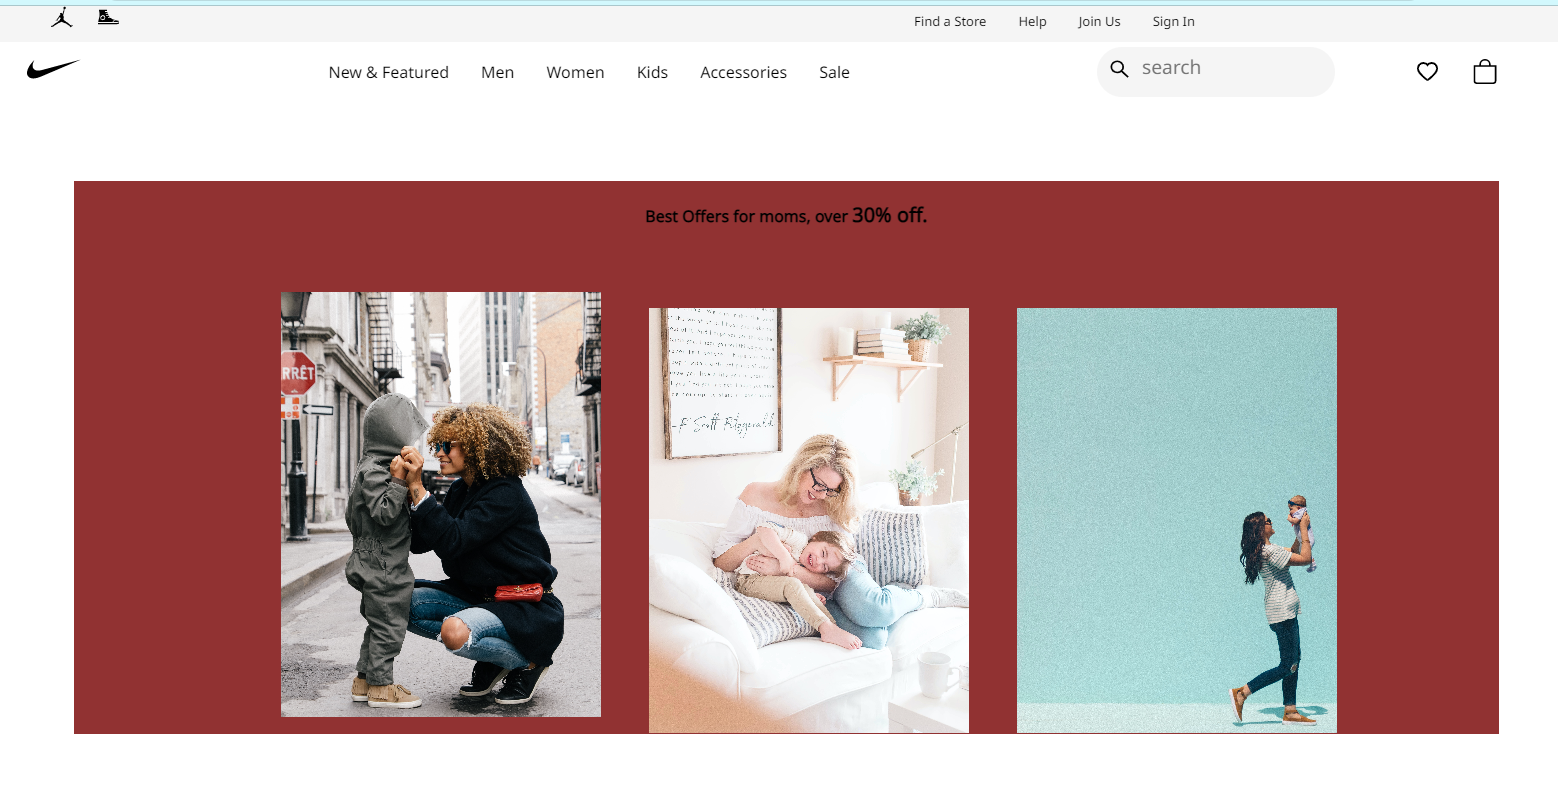 Find a Store Help Join Us Sign In
New & Featured Men Women Kids Accessories Sale
search
Best Offers for moms, over 30% off.
RRÊT
-F. Scott Fitzgerald